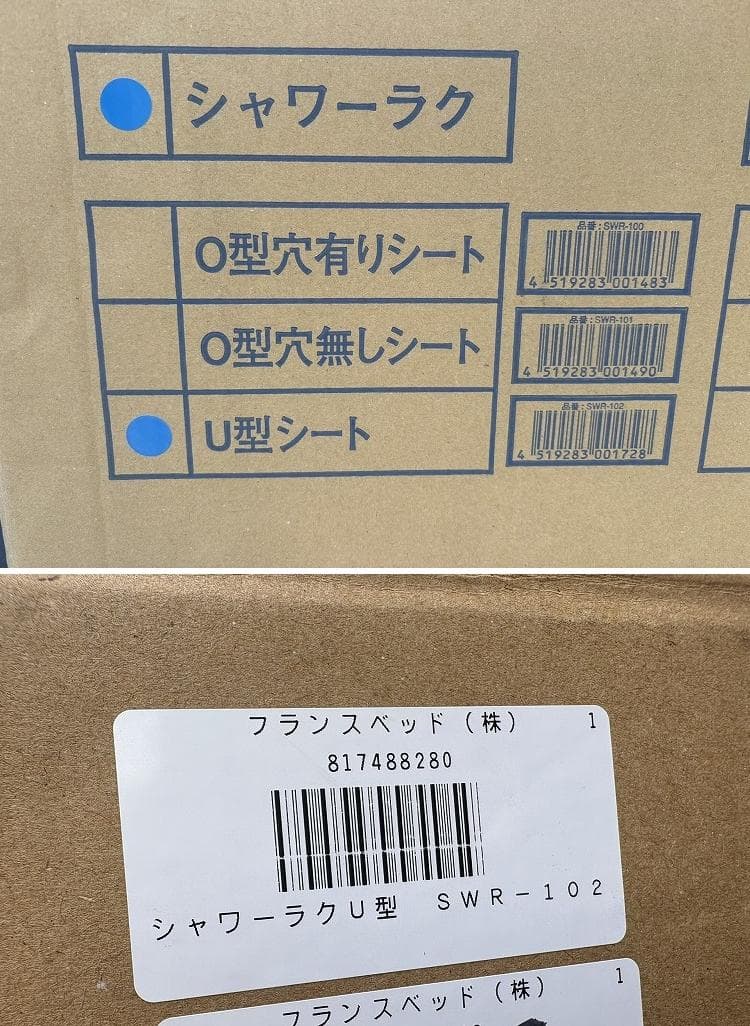 シャワーラク
O型穴有りシート
品番：SWR-100
4 519283 001483
O型穴無しシート
品番：SWR-101
4 519283 001490
U型シート
品番：SWR-102
4 519283 001728
フランスベッド（株） 1
817488280
シャワーラクU型 SWR－102
フランスベッド（株） 1